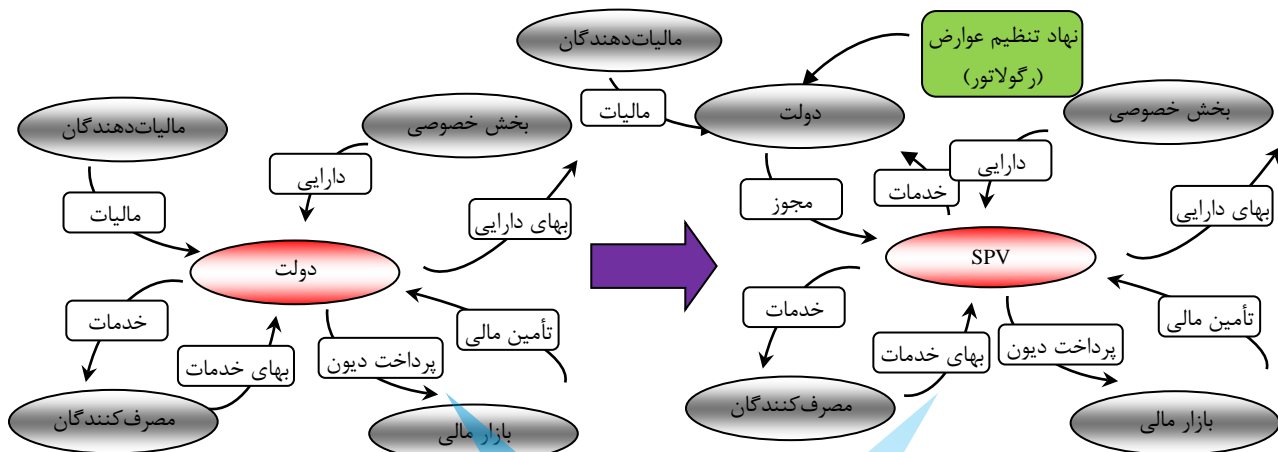 مالیات‌دهندگان
نهاد تنظیم عوارض
(رگولاتور)
مالیات
دولت
بخش خصوصی
دارایی
خدمات
مجوز
بهای دارایی
SPV
خدمات
تأمین مالی
بهای خدمات
پرداخت دیون
مصرف‌کنندگان
بازار مالی
مالیات‌دهندگان
بخش خصوصی
دارایی
مالیات
بهای دارایی
دولت
خدمات
تأمین مالی
بهای خدمات
پرداخت دیون
مصرف‌کنندگان
بازار مالی